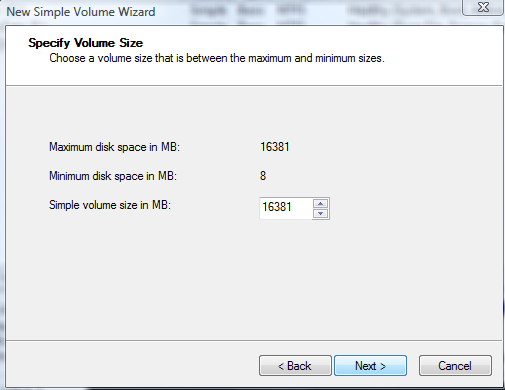 New Simple Volume Wizard
Specify Volume Size
Choose a volume size that is between the maximum and minimum sizes.
Maximum disk space in MB: 16381
Minimum disk space in MB: 8
Simple volume size in MB: 16381
< Back Next > Cancel